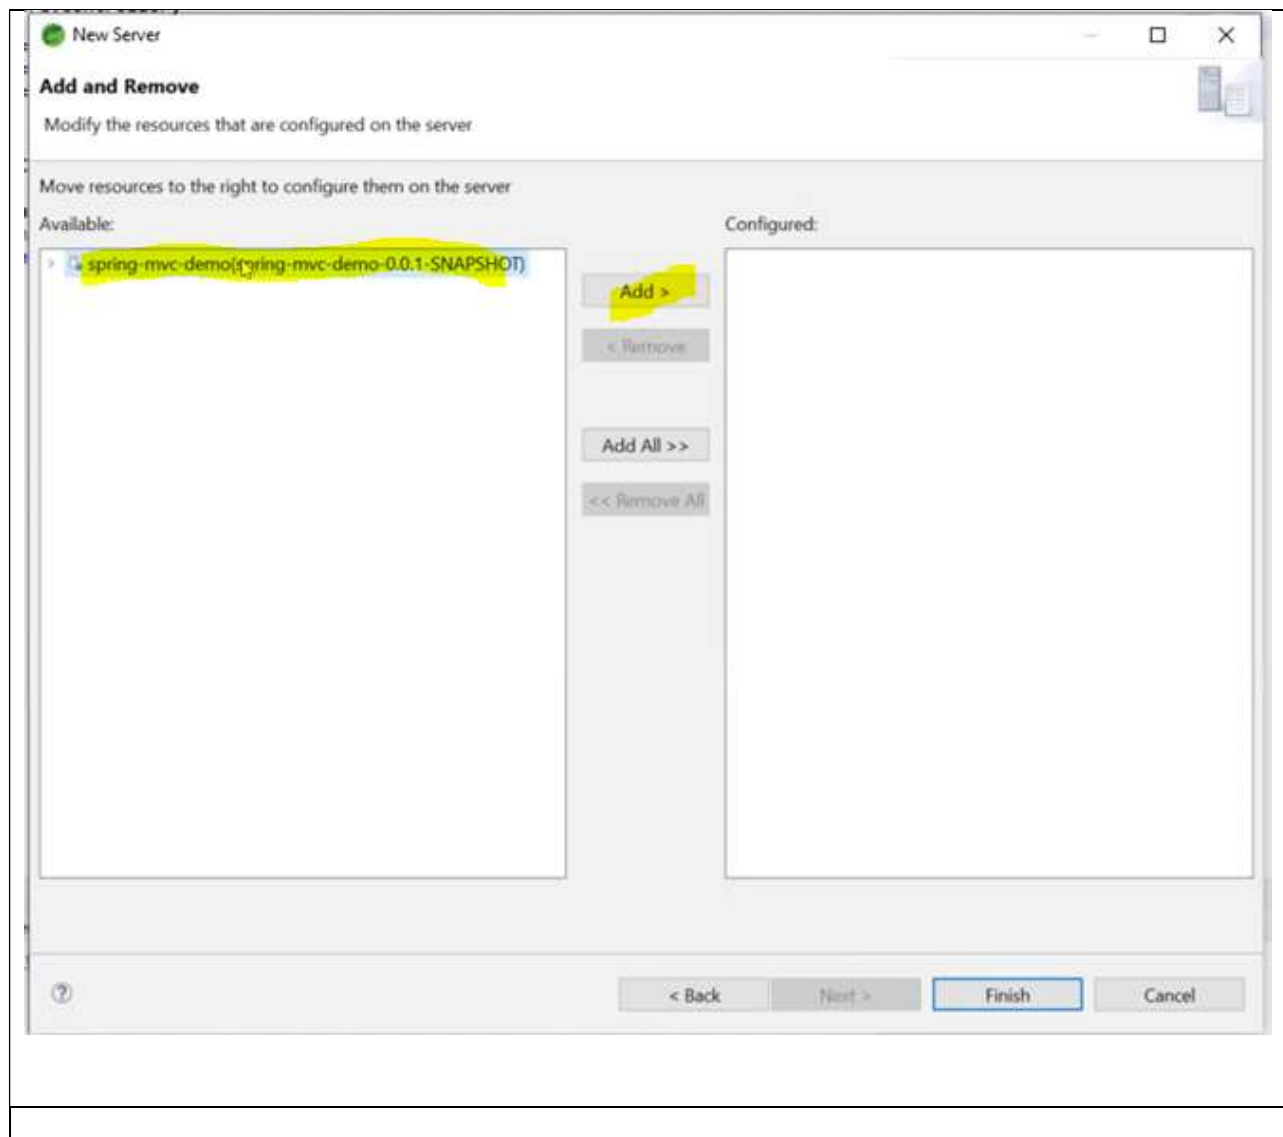 New Server
Add and Remove
Modify the resources that are configured on the server
Move resources to the right to configure them on the server
Available:
Configured:
spring-mvc-demo(spring-mvc-demo-0.0.1-SNAPSHOT)
Add >
< Remove
Add All >>
<< Remove All
< Back
Next >
Finish
Cancel